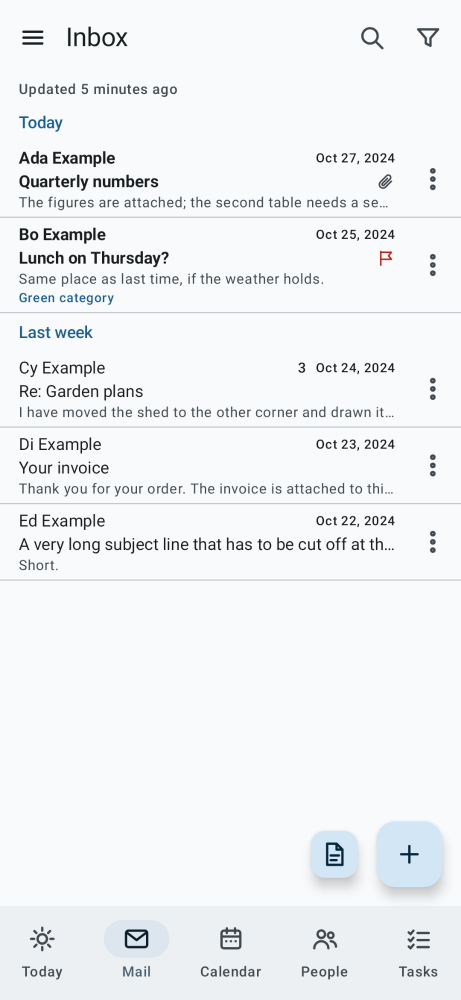 Inbox
Updated 5 minutes ago
Today
Ada Example Oct 27, 2024
Quarterly numbers
The figures are attached; the second table needs a se…
Bo Example Oct 25, 2024
Lunch on Thursday?
Same place as last time, if the weather holds.
Green category
Last week
Cy Example 3 Oct 24, 2024
Re: Garden plans
I have moved the shed to the other corner and drawn it…
Di Example Oct 23, 2024
Your invoice
Thank you for your order. The invoice is attached to thi…
Ed Example Oct 22, 2024
A very long subject line that has to be cut off at th…
Short.
Today Mail Calendar People Tasks